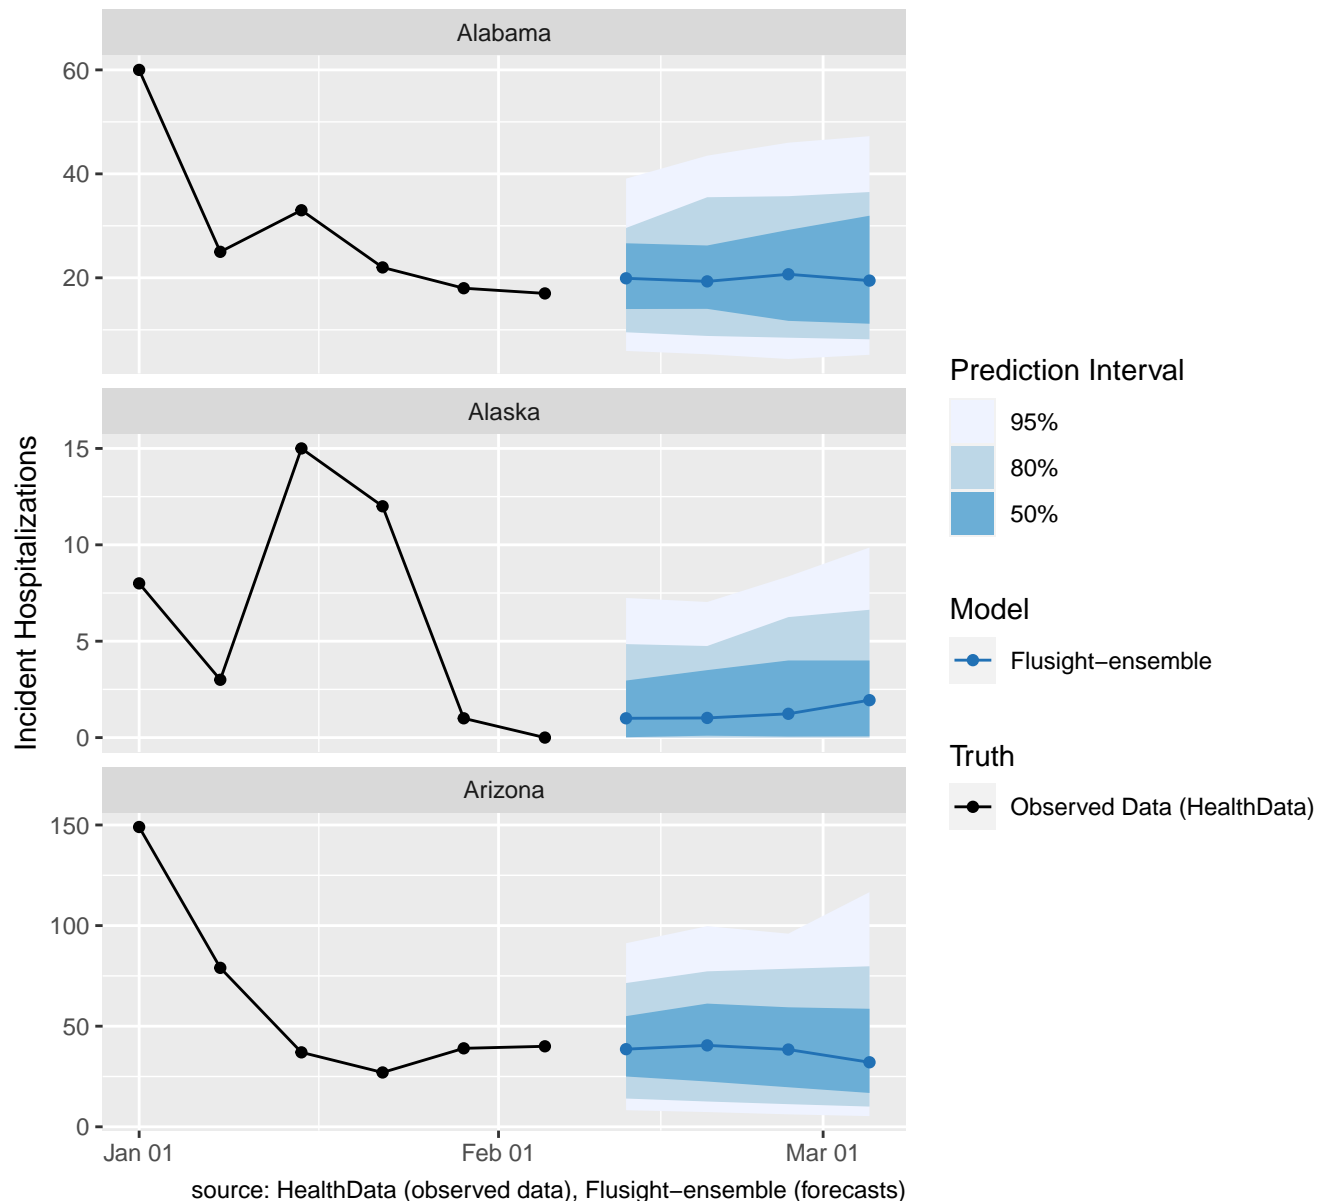 Alabama
60
40
20
Alaska
15
10
5
0
Arizona
150
100
50
0
Jan 01
Feb 01
Mar 01
Incident Hospitalizations
source: HealthData (observed data), Flusight−ensemble (forecasts)
Prediction Interval
95%
80%
50%
Model
Flusight−ensemble
Truth
Observed Data (HealthData)